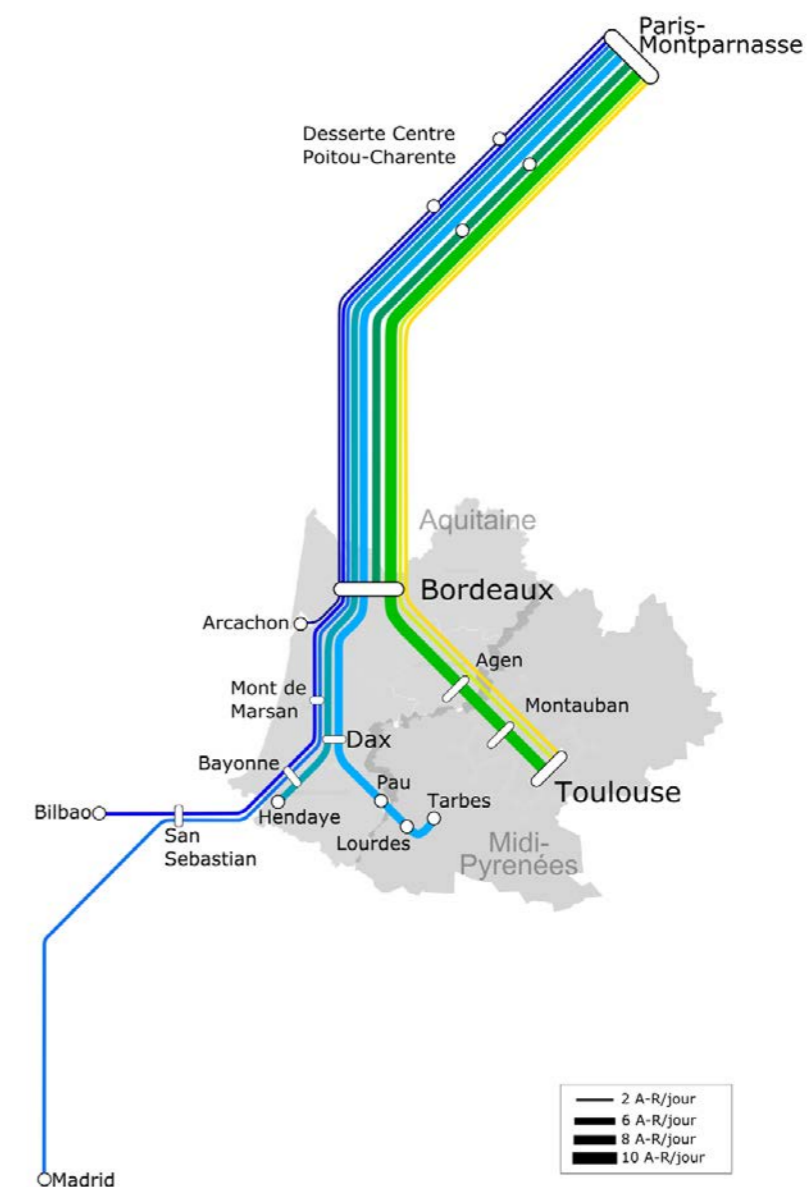 Paris-
Montparnasse
Desserte Centre
Poitou-Charente
Aquitaine
Bordeaux
Arcachon
Agen
Mont de
Marsan
Montauban
Dax
Bayonne
Toulouse
Pau
Tarbes
Bilbao
Hendaye
San
Sebastian
Lourdes
Midi-
Pyrenées
2 A-R/jour
6 A-R/jour
8 A-R/jour
10 A-R/jour
Madrid